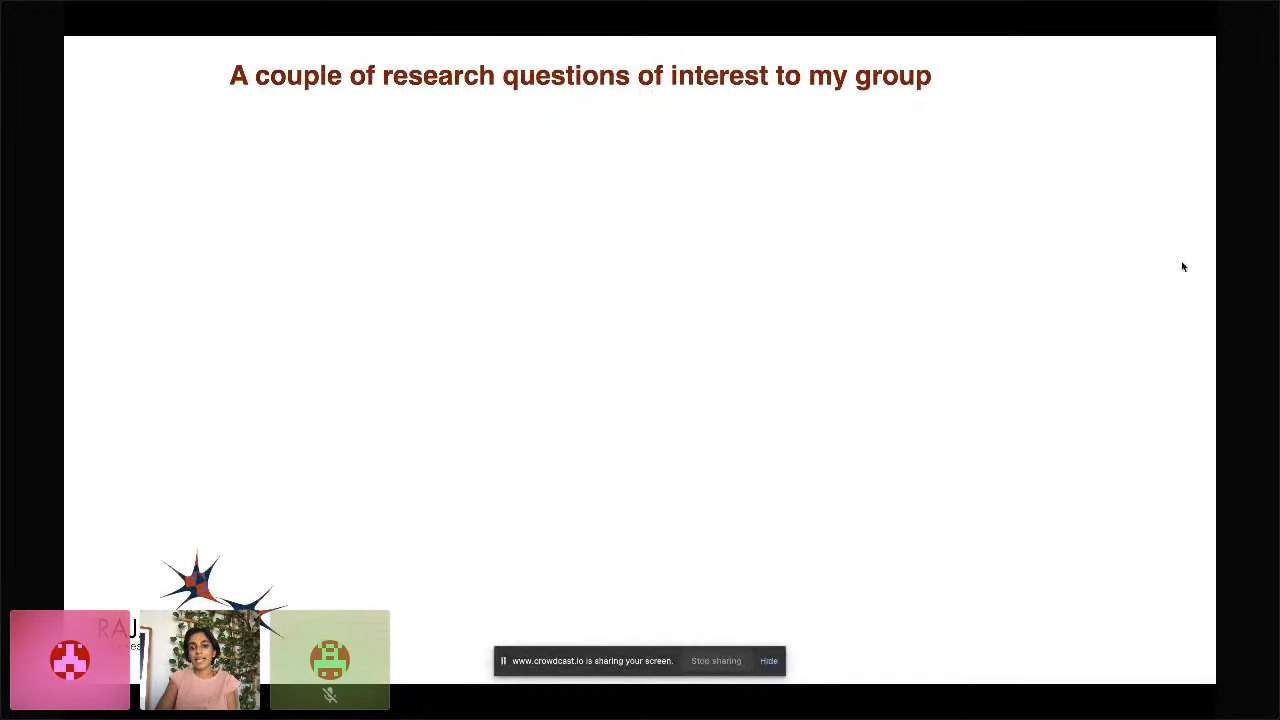 A couple of research questions of interest to my group
RAJ
www.crowdcast.io is sharing your screen.
Stop sharing
Hide